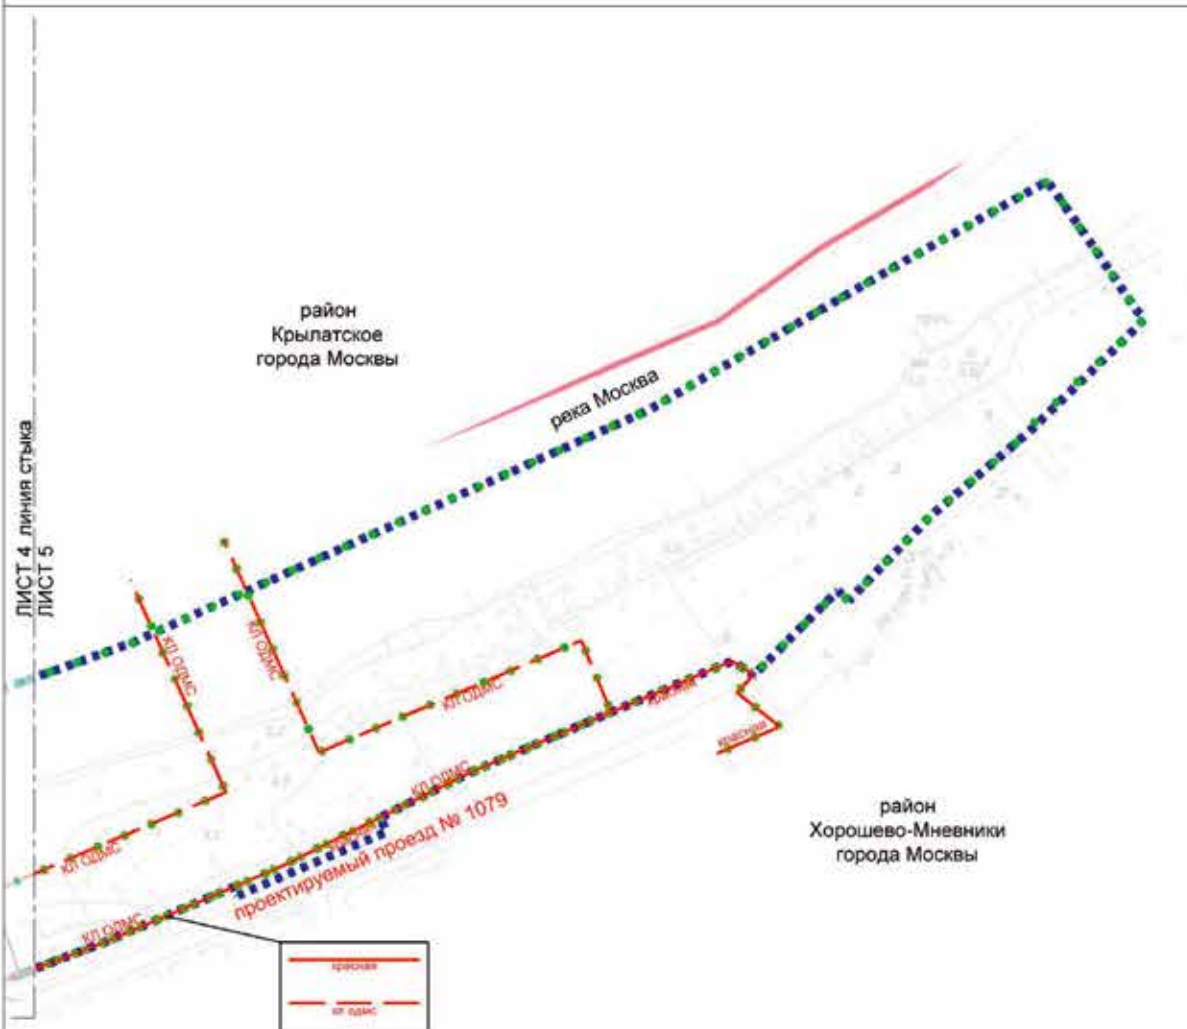 район
Крылатское
города Москвы
река Москва
ЛИСТ 4 линия стыка
ЛИСТ 5
КЛ ОДМС
КЛ ОДМС
КЛ ОДМС
красная
красная
КЛ ОДМС
проектируемый проезд № 1079
район
Хорошево-Мневники
города Москвы
КЛ ОДМС
КЛ ОДМС
красная
КЛ ОДМС